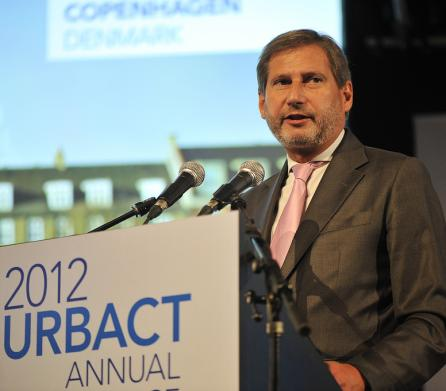 COPENHAGEN
DENMARK
2012
URBACT
ANNUAL